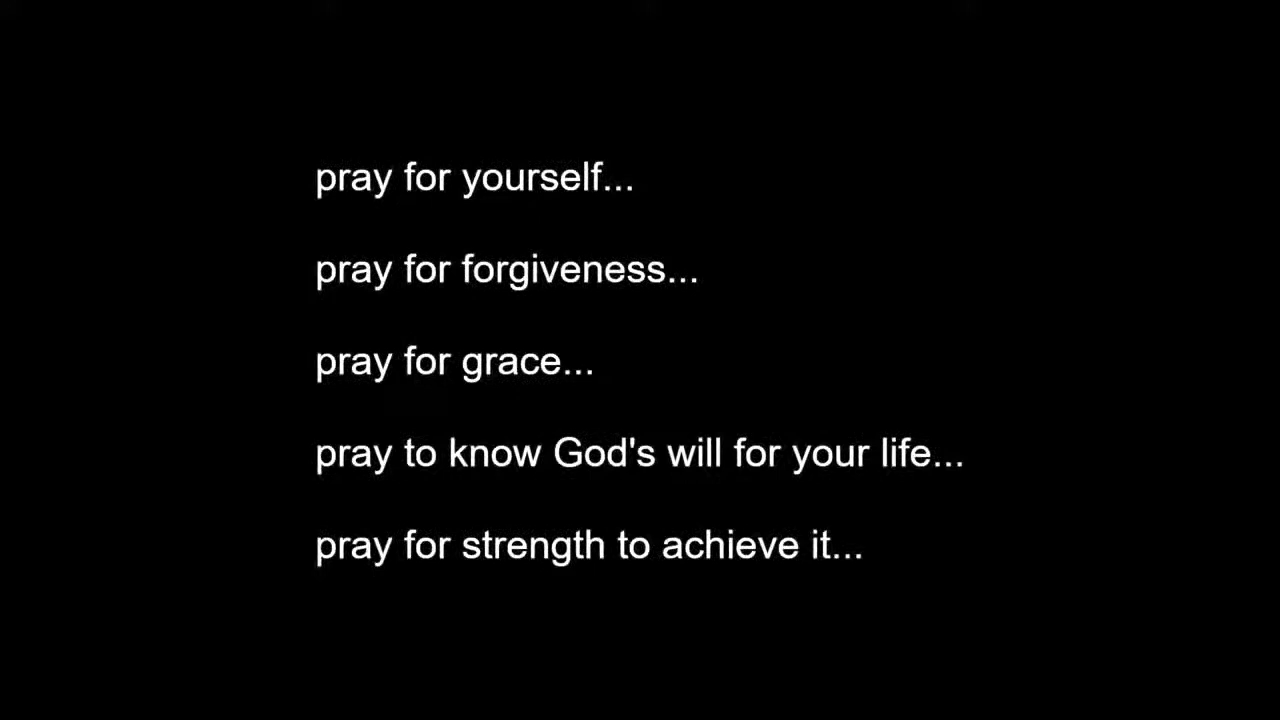 pray for yourself...
pray for forgiveness...
pray for grace...
pray to know God's will for your life...
pray for strength to achieve it...